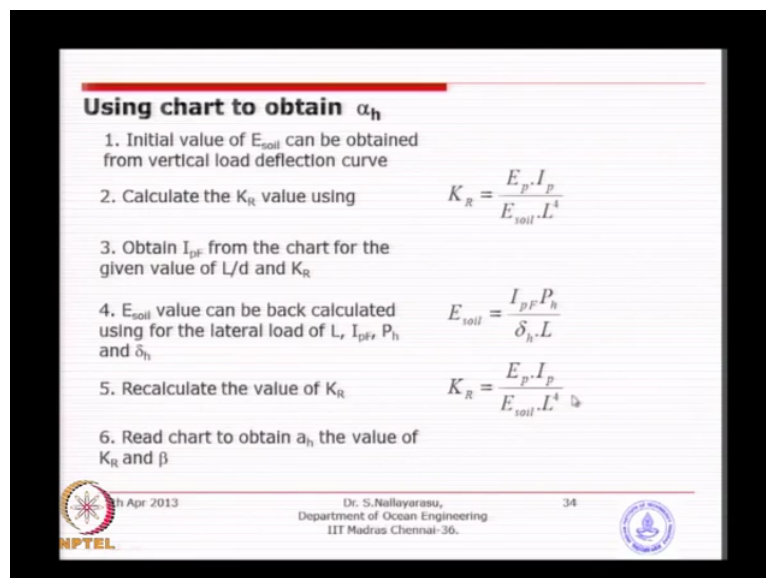 Using chart to obtain αh
1. Initial value of Esoil can be obtained
from vertical load deflection curve
2. Calculate the KR value using
KR = Ep.Ip / Esoil.L^4
3. Obtain IpF from the chart for the
given value of L/d and KR
4. Esoil value can be back calculated
using for the lateral load of L, IpF, Ph
and δh
Esoil = IpF Ph / δh.L
5. Recalculate the value of KR
KR = Ep.Ip / Esoil.L^4
6. Read chart to obtain ah the value of
KR and β
th Apr 2013
Dr. S.Nallayarasu,
Department of Ocean Engineering
IIT Madras Chennai-36.
34
NPTEL